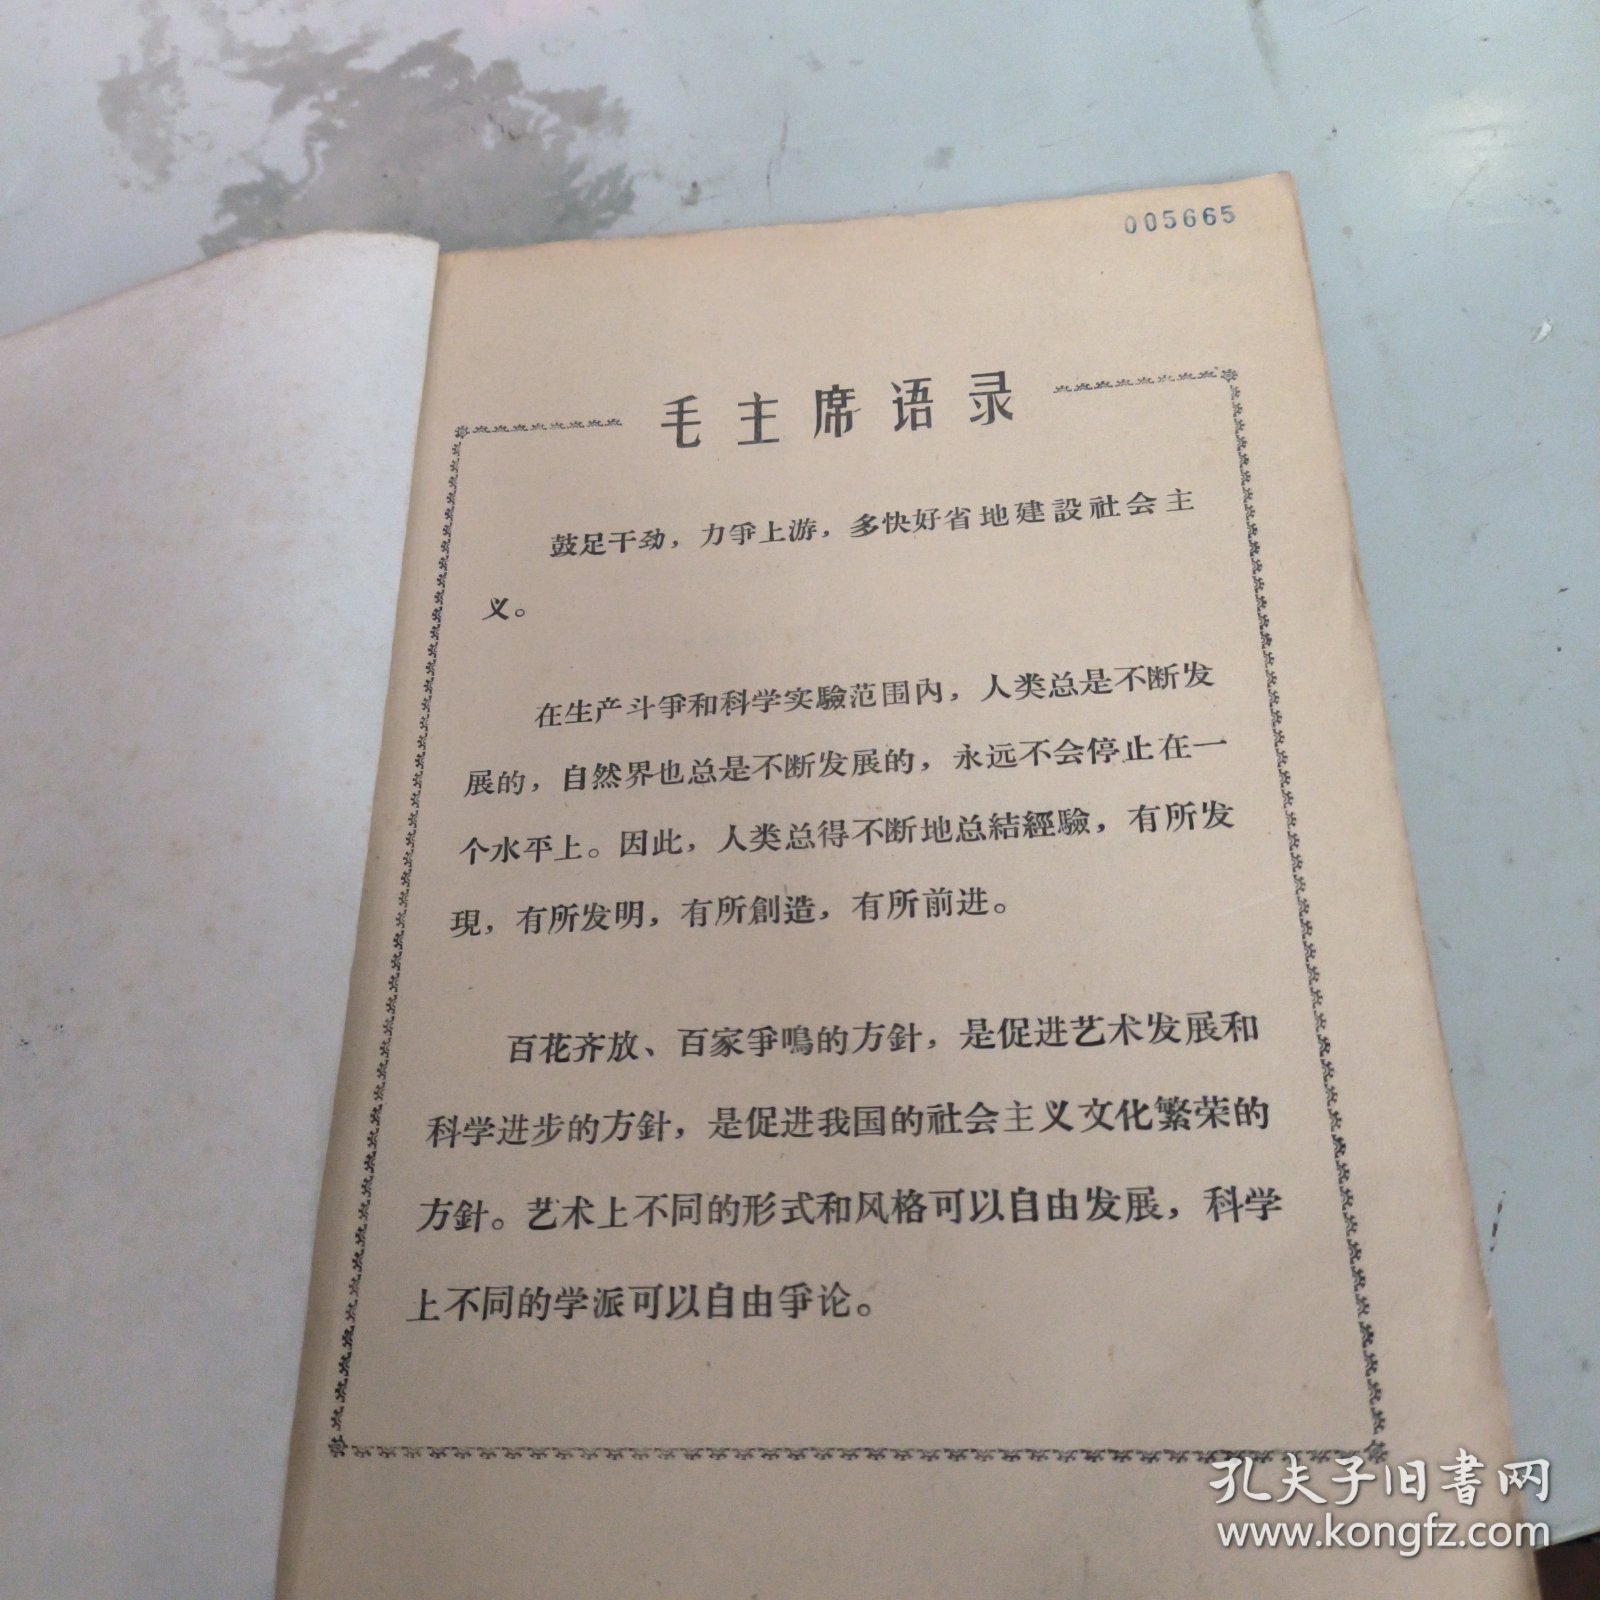 005665
毛主席语录
鼓足干劲，力爭上游，多快好省地建設社会主
义。
在生产斗爭和科学实驗范围內，人类总是不断发
展的，自然界也总是不断发展的，永远不会停止在一
个水平上。因此，人类总得不断地总結經驗，有所发
現，有所发明，有所創造，有所前进。
百花齐放、百家爭鳴的方針，是促进艺术发展和
科学进步的方針，是促进我国的社会主义文化繁荣的
方針。艺术上不同的形式和风格可以自由发展，科学
上不同的学派可以自由爭论。
孔夫子旧書网
www.kongfz.com